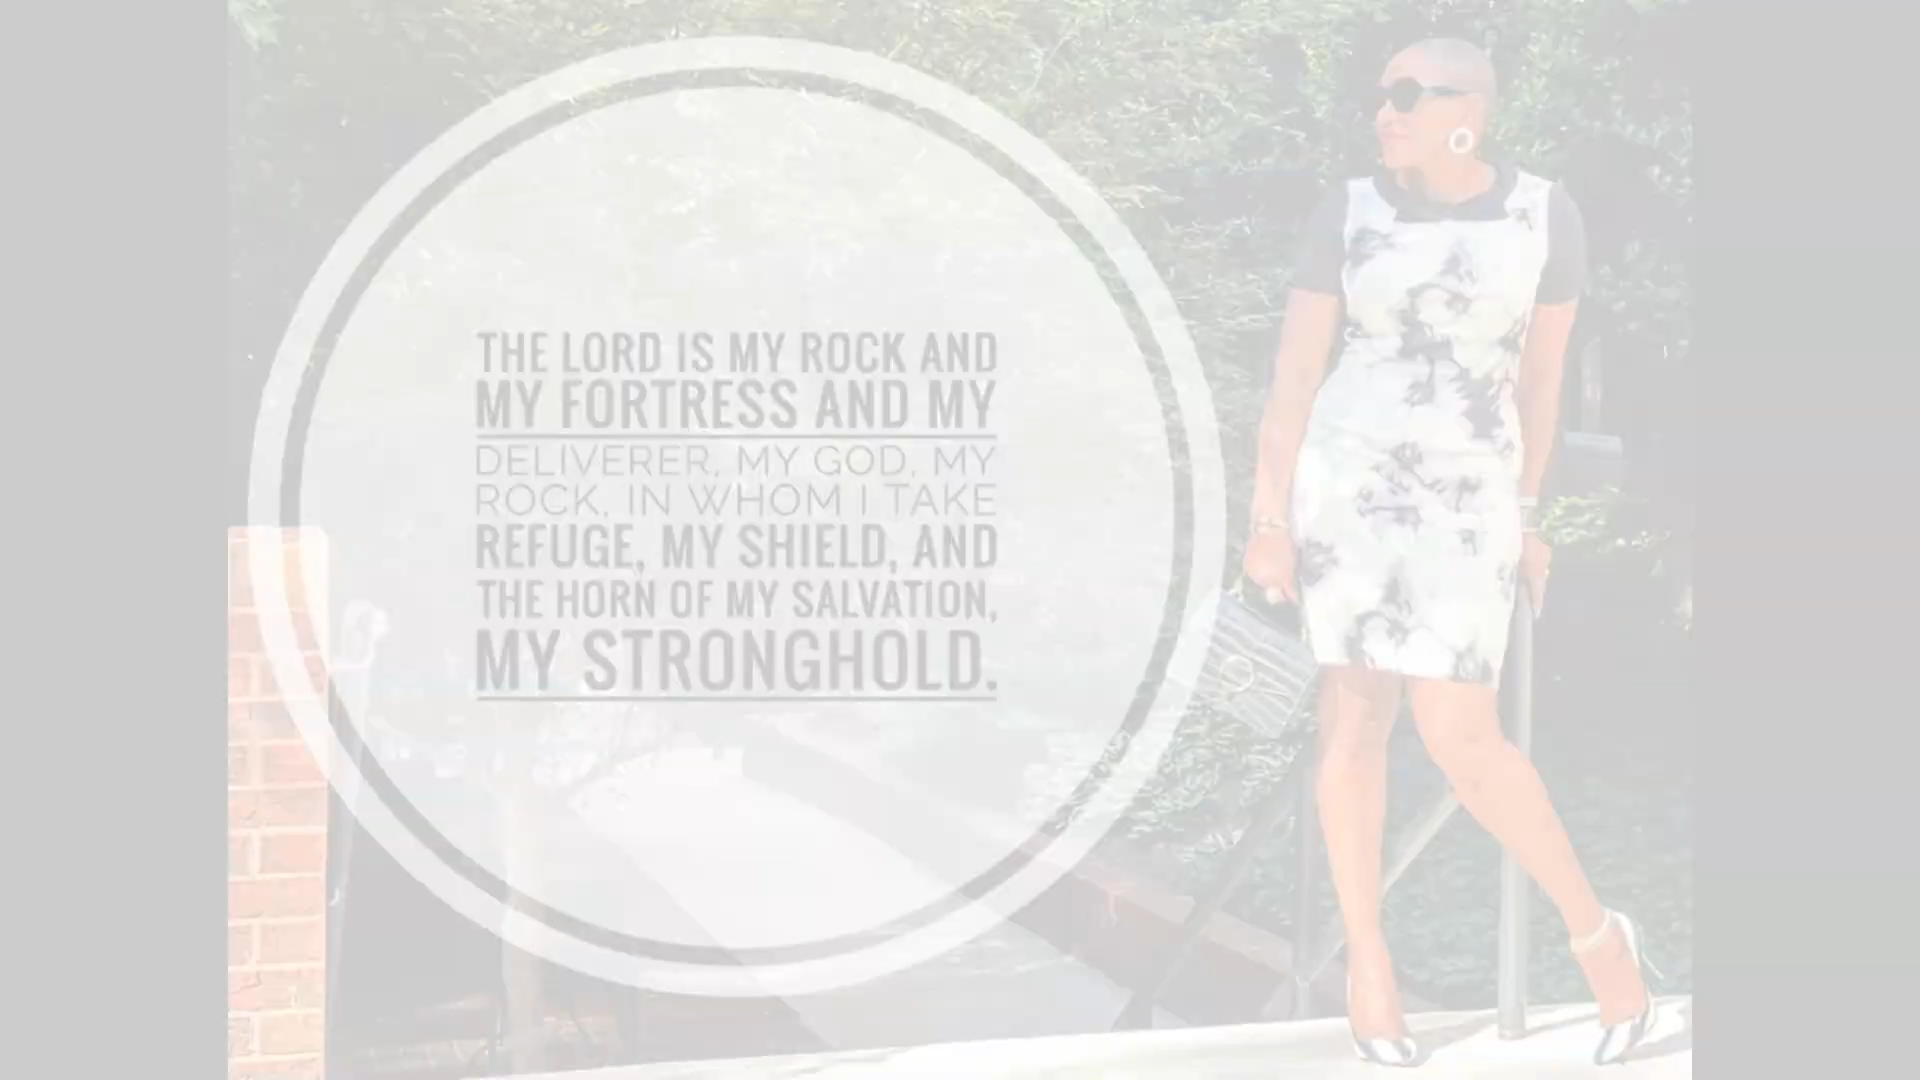 THE LORD IS MY ROCK AND
MY FORTRESS AND MY
DELIVERER, MY GOD, MY
ROCK, IN WHOM I TAKE
REFUGE, MY SHIELD, AND
THE HORN OF MY SALVATION,
MY STRONGHOLD.